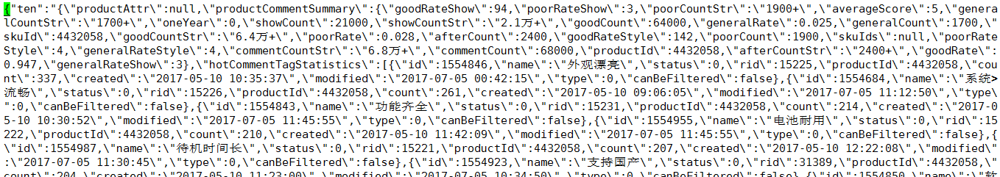 {"ten":"{\"productAttr\":null,\"productCommentSummary\":{\"goodRateShow\":94,\"poorRateShow\":3,\"poorCountStr\":\"1900+\",\"averageScore\":5,\"gener
alCountStr\":\"1700+\",\"oneYear\":0,\"showCount\":21000,\"showCountStr\":\"2.1万+\",\"goodCount\":64000,\"generalRate\":0.025,\"generalCount\":1700,\"
skuId\":4432058,\"goodCountStr\":\"6.4万+\",\"poorRate\":0.028,\"afterCount\":2400,\"goodRateStyle\":142,\"poorCount\":1900,\"skuIds\":null,\"poorRate
Style\":4,\"generalRateStyle\":4,\"commentCountStr\":\"6.8万+\",\"commentCount\":68000,\"productId\":4432058,\"afterCountStr\":\"2400+\",\"goodRate\":
0.947,\"generalRateShow\":3},\"hotCommentTagStatistics\":[{\"id\":1554846,\"name\":\"外观漂亮\",\"status\":0,\"rid\":15225,\"productId\":4432058,\"cou
nt\":337,\"created\":\"2017-05-10 10:35:37\",\"modified\":\"2017-07-05 00:42:15\",\"type\":0,\"canBeFiltered\":false},{\"id\":1554684,\"name\":\"系统>
流畅\",\"status\":0,\"rid\":15226,\"productId\":4432058,\"count\":261,\"created\":\"2017-05-10 09:06:05\",\"modified\":\"2017-07-05 11:12:50\",\"type\
":0,\"canBeFiltered\":false},{\"id\":1554843,\"name\":\"功能齐全\",\"status\":0,\"rid\":15231,\"productId\":4432058,\"count\":214,\"created\":\"2017-0
5-10 10:30:52\",\"modified\":\"2017-07-05 11:45:55\",\"type\":0,\"canBeFiltered\":false},{\"id\":1554955,\"name\":\"电池耐用\",\"status\":0,\"rid\":15
222,\"productId\":4432058,\"count\":210,\"created\":\"2017-05-10 11:42:09\",\"modified\":\"2017-07-05 11:45:55\",\"type\":0,\"canBeFiltered\":false},{
\"id\":1554987,\"name\":\"待机时间长\",\"status\":0,\"rid\":15221,\"productId\":4432058,\"count\":207,\"created\":\"2017-05-10 12:22:08\",\"modified\"
:\"2017-07-05 11:30:45\",\"type\":0,\"canBeFiltered\":false},{\"id\":1554923,\"name\":\"支持国产\",\"status\":0,\"rid\":31389,\"productId\":4432058,\"
count\":204,\"created\":\"2017-05-10 11:23:00\",\"modified\":\"2017-07-05 10:34:50\",\"type\":0,\"canBeFiltered\":false},{\"id\":1554850,\"name\":\"软